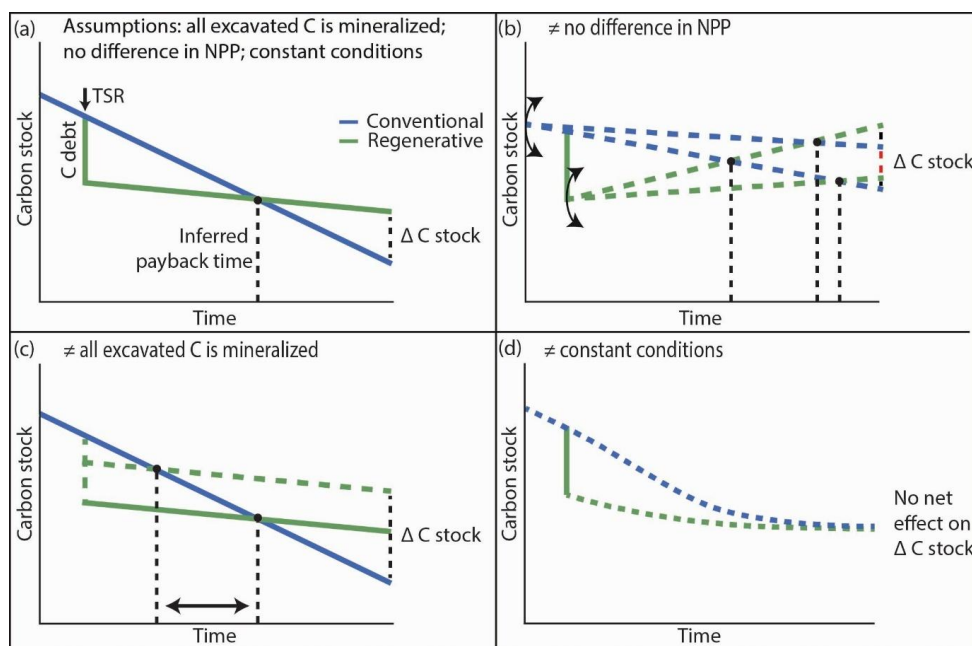 (a) Assumptions: all excavated C is mineralized;
no difference in NPP; constant conditions
TSR
C debt
Carbon stock
Conventional
Regenerative
Inferred
payback time
Δ C stock
Time
(b) ≠ no difference in NPP
Carbon stock
Δ C stock
Time
(c) ≠ all excavated C is mineralized
Carbon stock
Δ C stock
Time
(d) ≠ constant conditions
Carbon stock
No net
effect on
Δ C stock
Time